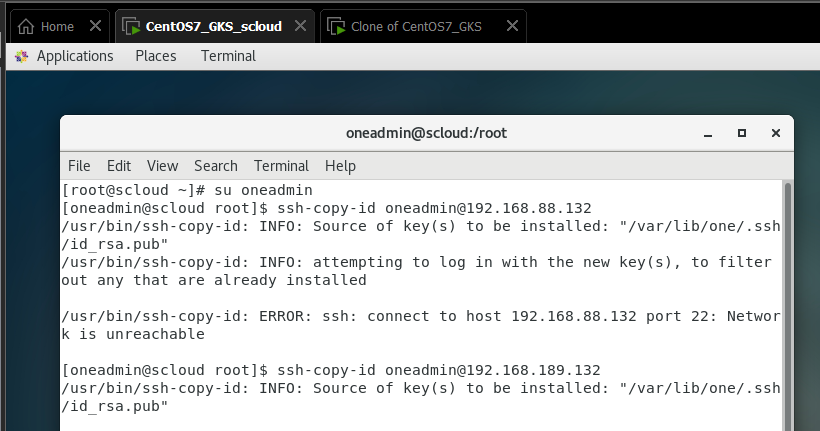 Home CentOS7_GKS_scloud Clone of CentOS7_GKS
Applications Places Terminal
oneadmin@scloud:/root
File Edit View Search Terminal Help
[root@scloud ~]# su oneadmin
[oneadmin@scloud root]$ ssh-copy-id oneadmin@192.168.88.132
/usr/bin/ssh-copy-id: INFO: Source of key(s) to be installed: "/var/lib/one/.ssh
/id_rsa.pub"
/usr/bin/ssh-copy-id: INFO: attempting to log in with the new key(s), to filter
out any that are already installed
/usr/bin/ssh-copy-id: ERROR: ssh: connect to host 192.168.88.132 port 22: Networ
k is unreachable
[oneadmin@scloud root]$ ssh-copy-id oneadmin@192.168.189.132
/usr/bin/ssh-copy-id: INFO: Source of key(s) to be installed: "/var/lib/one/.ssh
/id_rsa.pub"